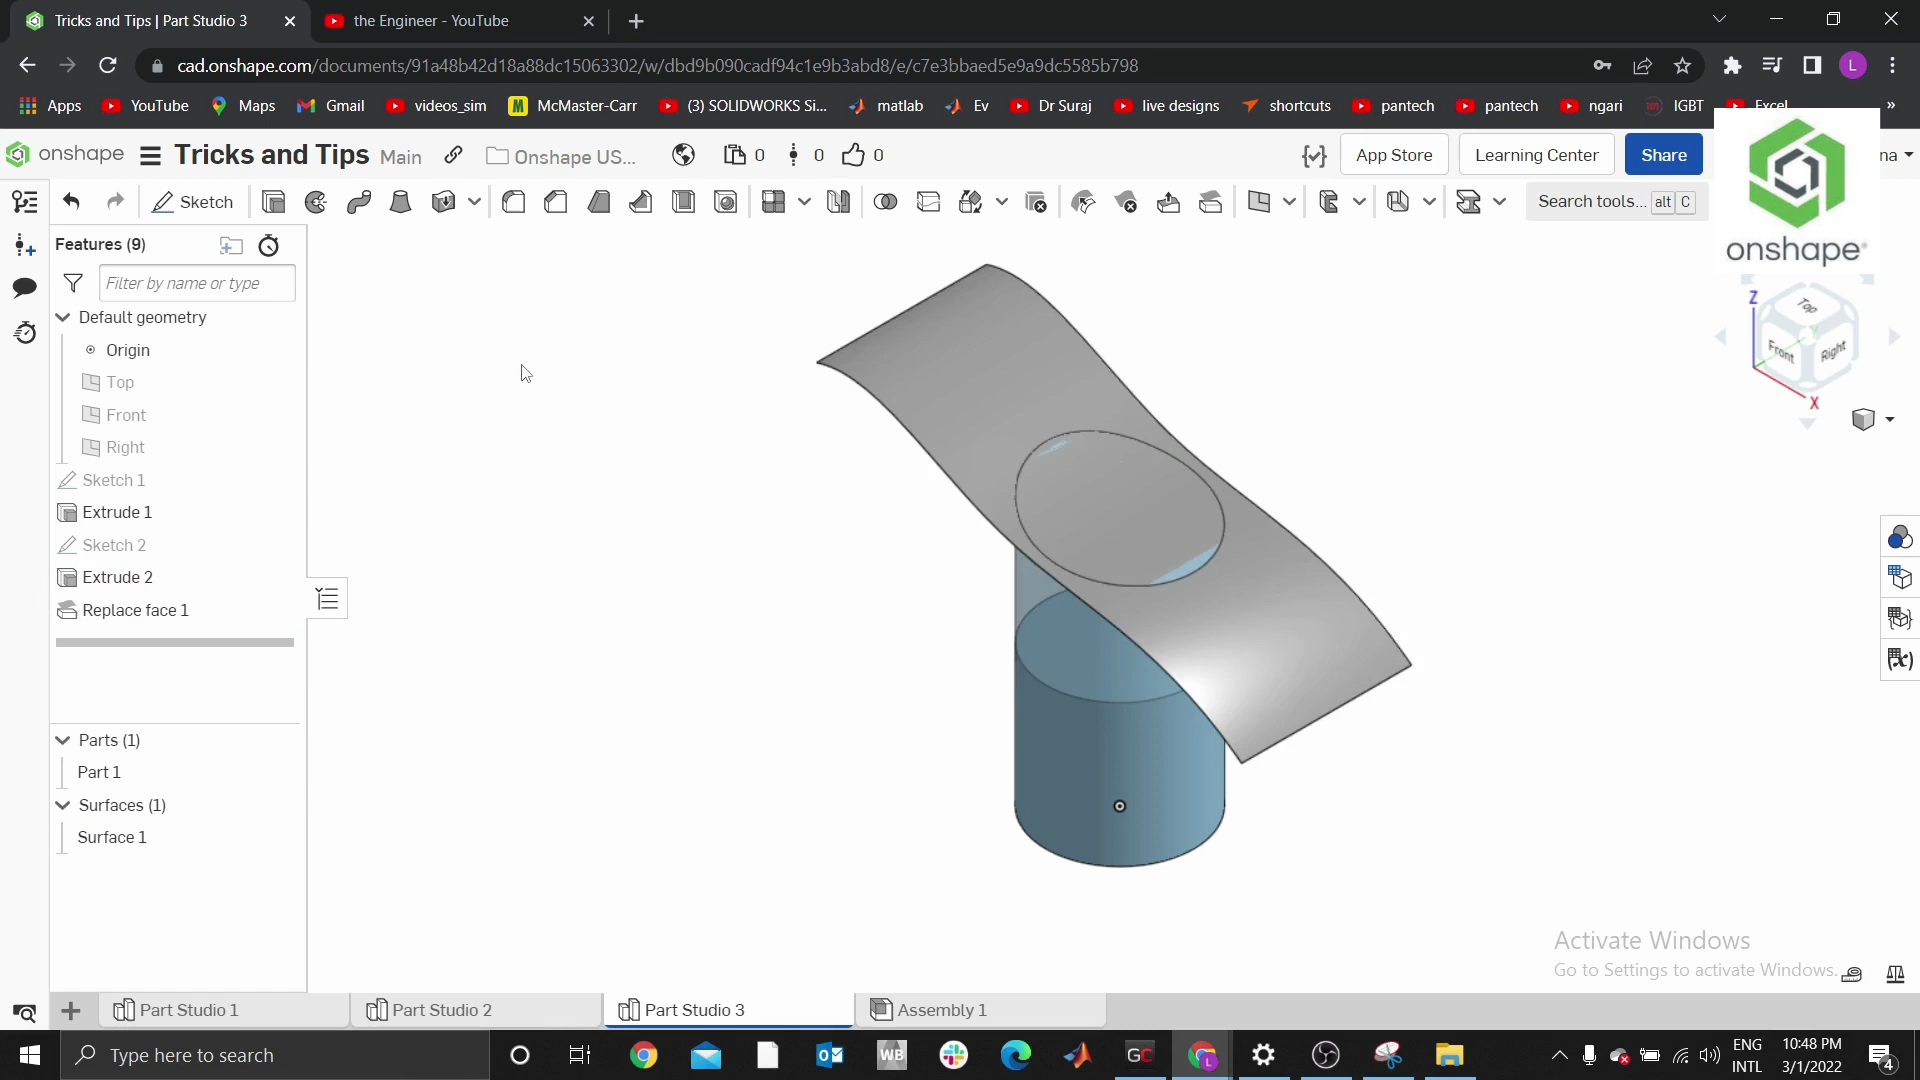 Tricks and Tips | Part Studio 3
the Engineer - YouTube
cad.onshape.com/documents/91a48b42d18a88dc15063302/w/dbd9b090cadf94c1e9b3abd8/e/c7e3bbaed5e9a9dc5585b798
L
Apps
YouTube
Maps
Gmail
videos_sim
M
McMaster-Carr
(3) SOLIDWORKS Si...
matlab
Ev
Dr Suraj
live designs
shortcuts
pantech
pantech
ngari
IGBT
Excel
»
onshape
Tricks and Tips
Main
Onshape US...
0
0
0
App Store
Learning Center
Share
na
Sketch
Search tools...
alt
C
onshape
Features (9)
Filter by name or type
Default geometry
Origin
Top
Front
Right
Sketch 1
Extrude 1
Sketch 2
Extrude 2
Replace face 1
Parts (1)
Part 1
Surfaces (1)
Surface 1
Z
Top
Front
Right
X
(x)
Activate Windows
Go to Settings to activate Windows.
Part Studio 1
Part Studio 2
Part Studio 3
Assembly 1
Type here to search
WB
GC
L
ENG
INTL
10:48 PM
3/1/2022
4